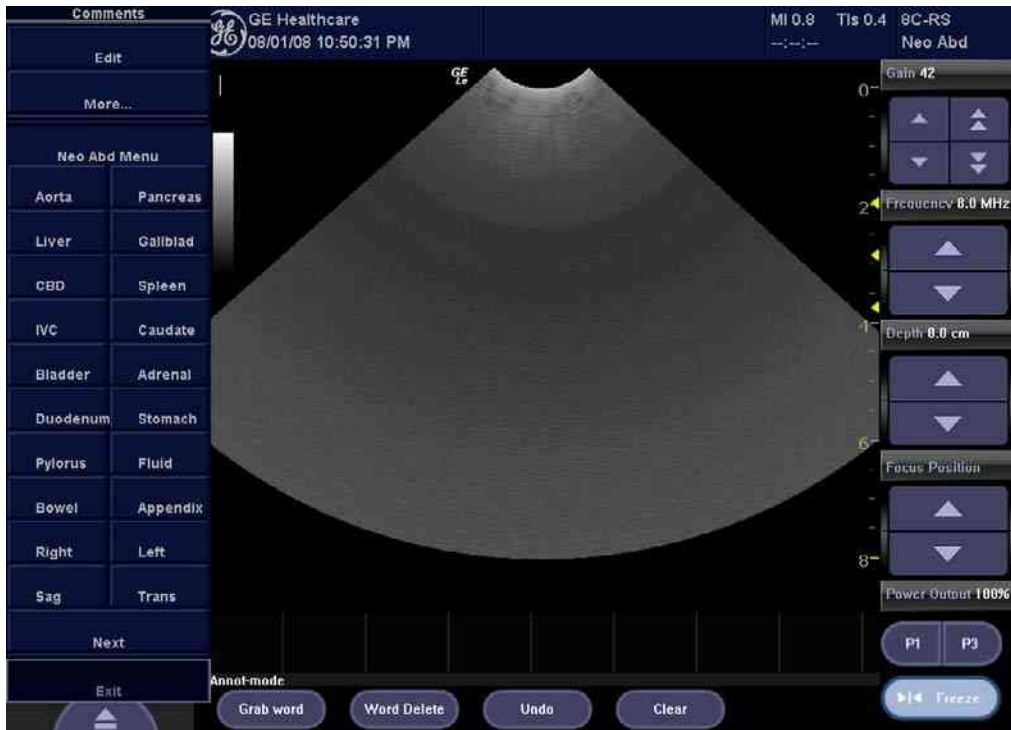 Comments
Edit
More...
Neo Abd Menu
Aorta Pancreas
Liver Gallblad
CBD Spleen
IVC Caudate
Bladder Adrenal
Duodenum Stomach
Pylorus Fluid
Bowel Appendix
Right Left
Sag Trans
Next
Exit
GE
GE Healthcare
08/01/08 10:50:31 PM
MI 0.8 TIs 0.4
--:--:--
8C-RS
Neo Abd
GE
L e
0
2
4
6
8
Gain 42
Frequency 8.0 MHz
Depth 8.0 cm
Focus Position
Power Output 100%
P1 P3
Freeze
Annot-mode
Grab word Word Delete Undo Clear